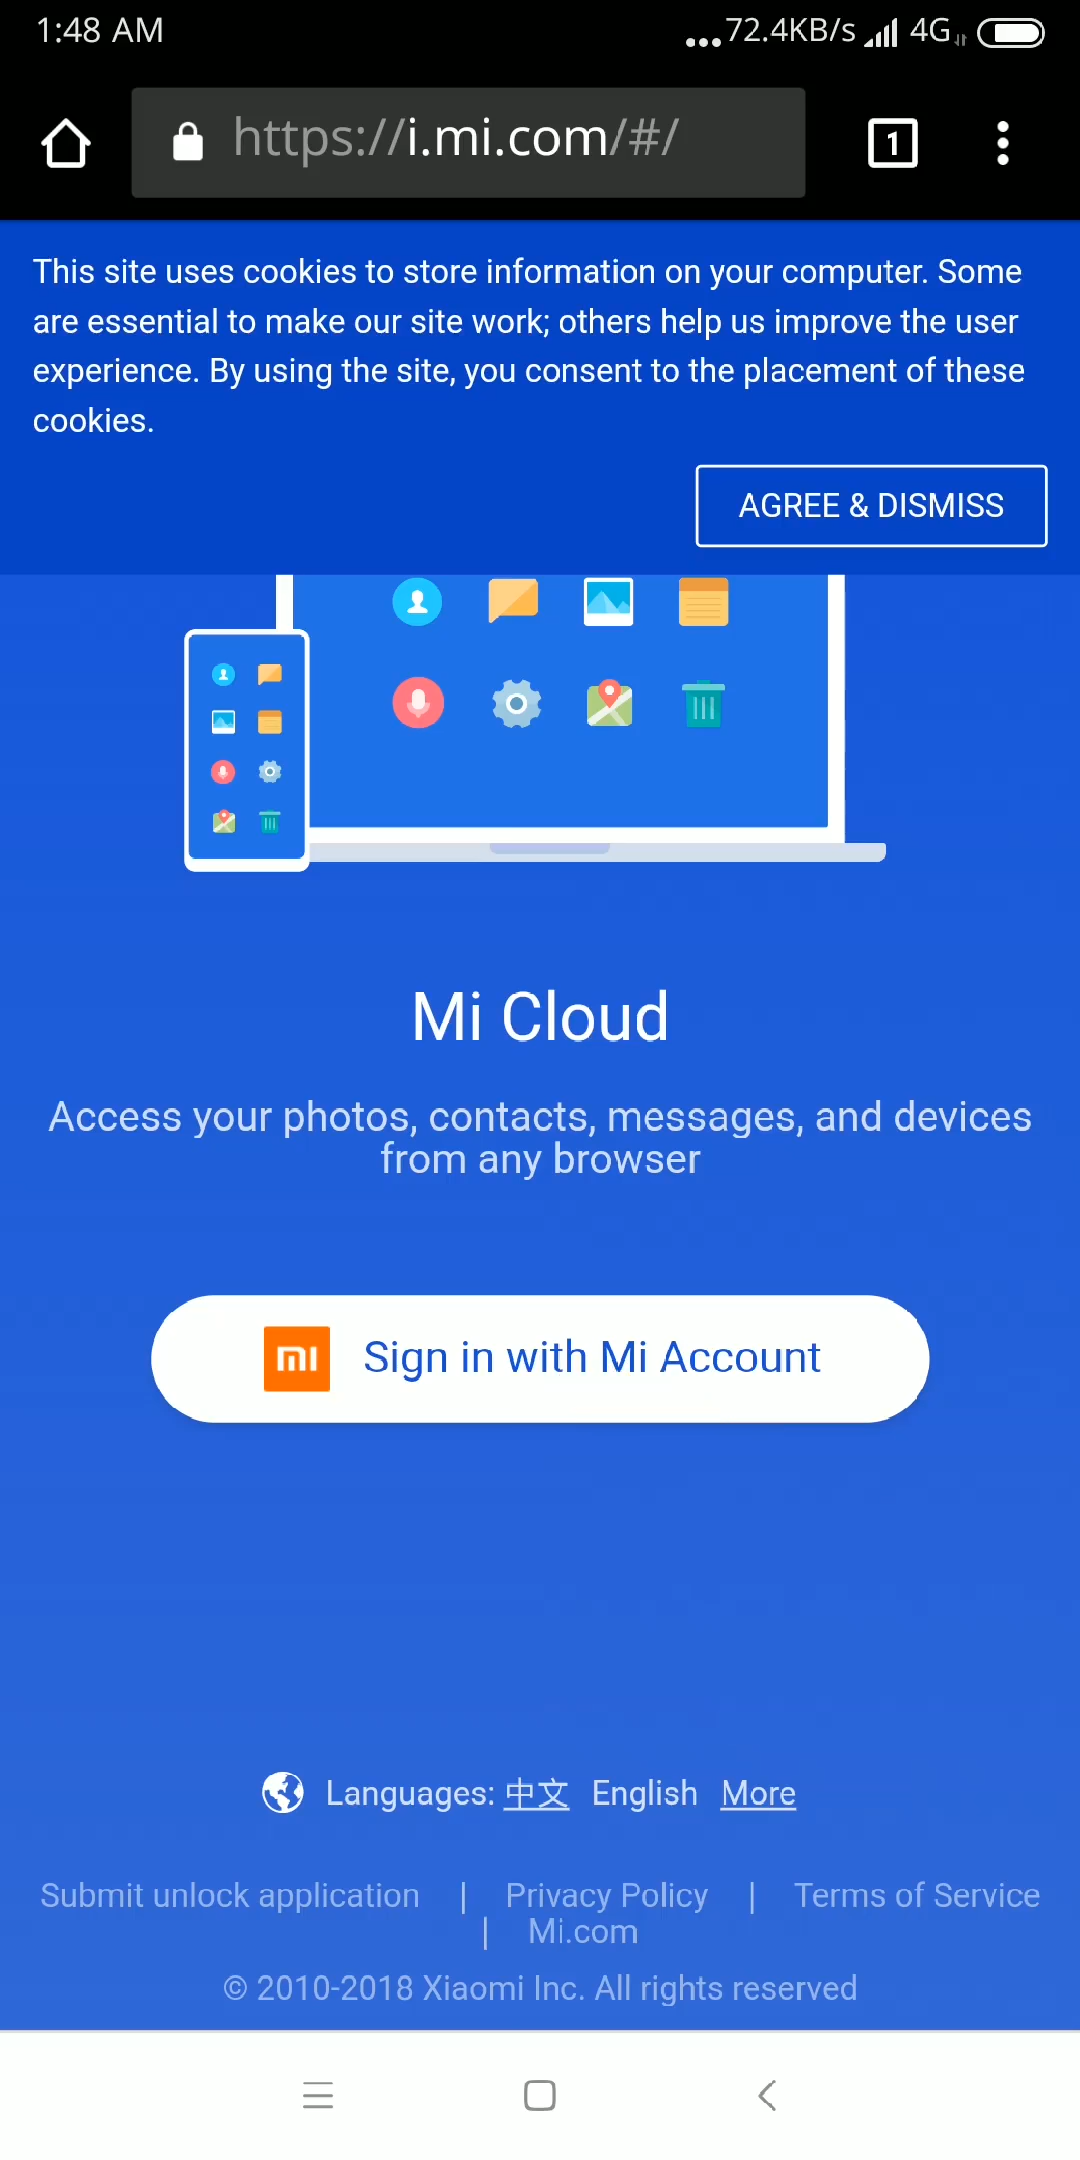 1:48 AM
...72.4KB/s 4G
https://i.mi.com/#/
1
This site uses cookies to store information on your computer. Some
are essential to make our site work; others help us improve the user
experience. By using the site, you consent to the placement of these
cookies.
AGREE & DISMISS
Mi Cloud
Access your photos, contacts, messages, and devices
from any browser
mi Sign in with Mi Account
Languages: 中文 English More
Submit unlock application | Privacy Policy | Terms of Service
| Mi.com
© 2010-2018 Xiaomi Inc. All rights reserved